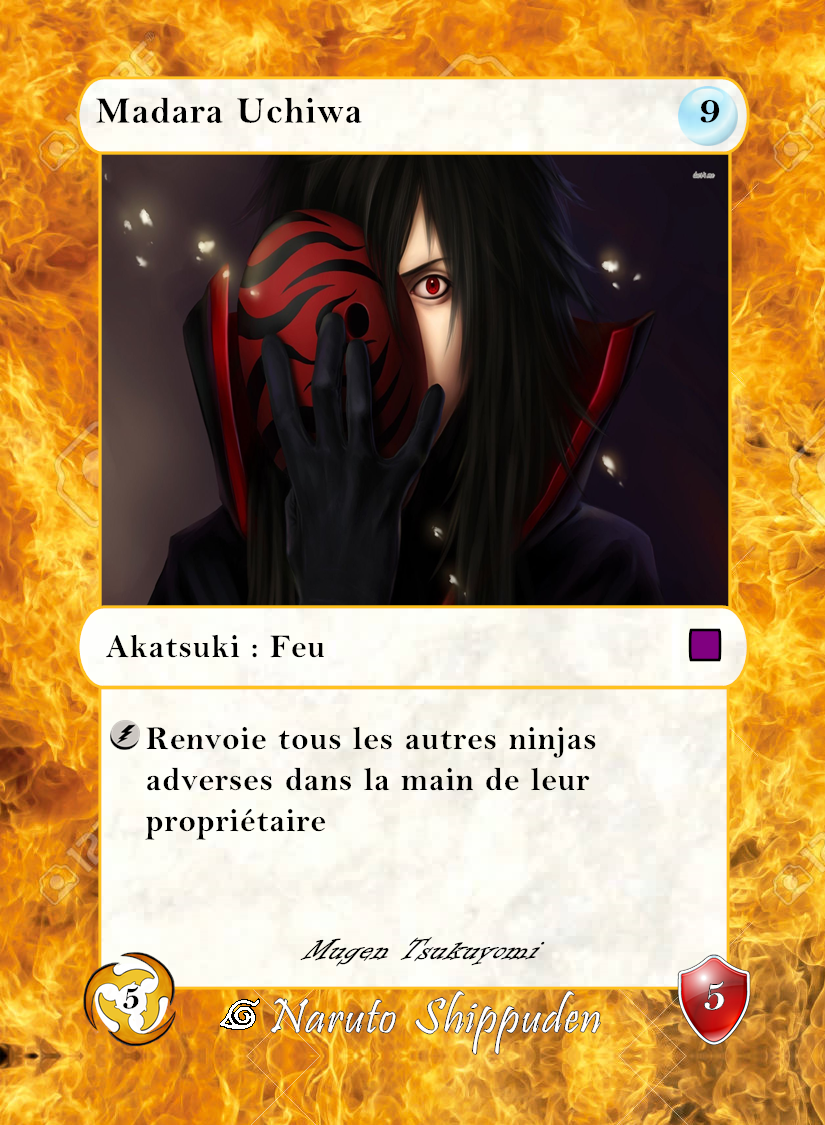 Madara Uchiwa
9
Akatsuki : Feu
Renvoie tous les autres ninjas
adverses dans la main de leur
propriétaire
Mugen Tsukuyomi
5
Naruto Shippuden
5